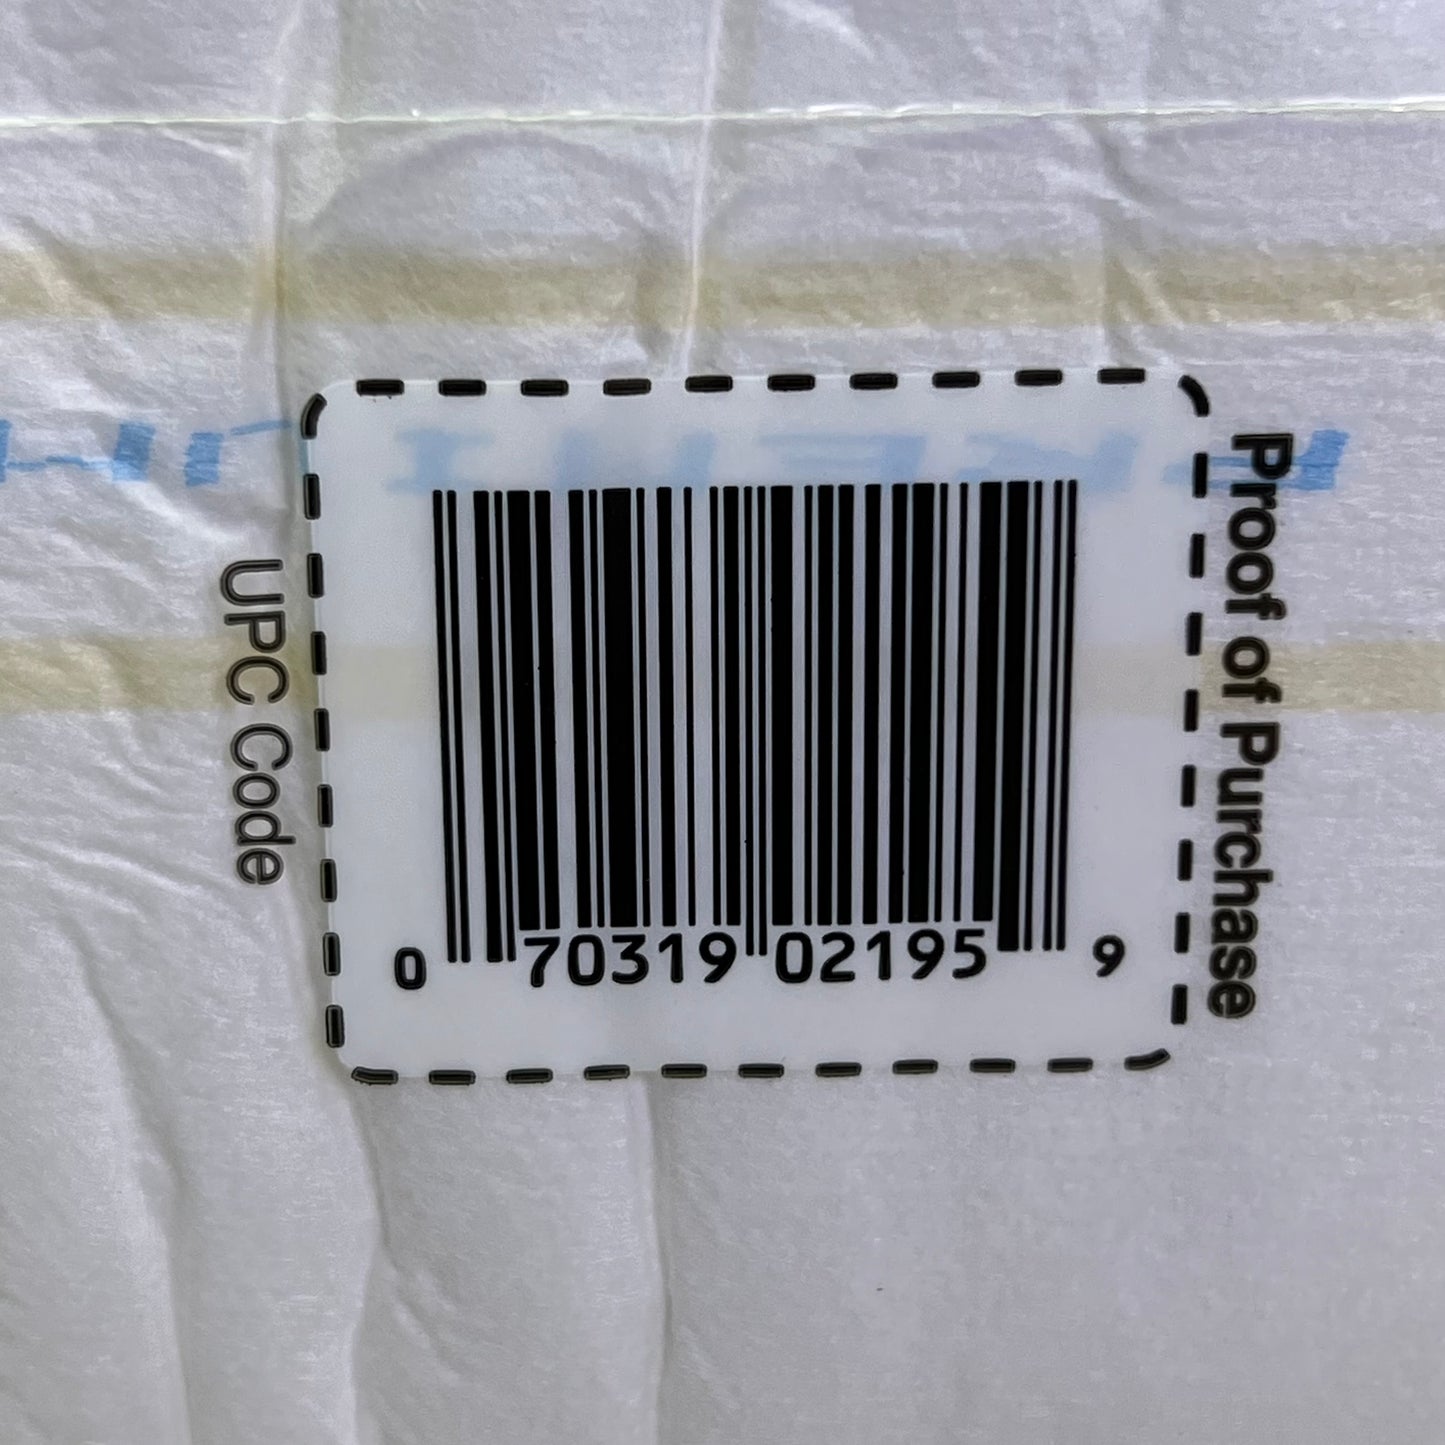 UPC Code
Proof of Purchase
0 70319 02195 9